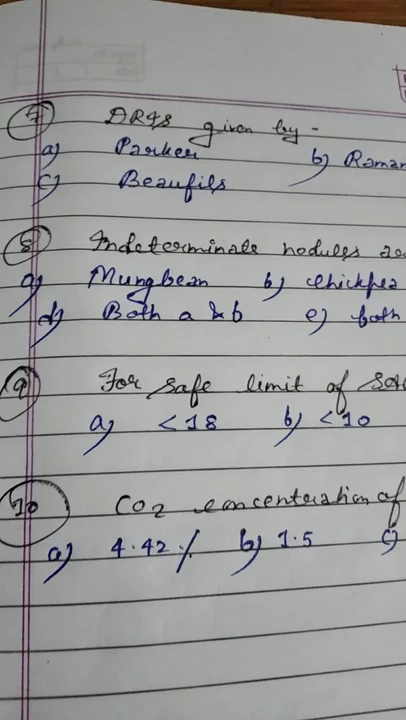 7 DRIS given by -
a) Parker b) Raman
c) Beaufils
8 Indeterminate nodules
a) Mungbean b) Chickpea
d) Both a & b e) both
9 For safe limit of
a) <18 b) <10
10 CO2 concentration of
a) 4.42% b) 1.5 c)